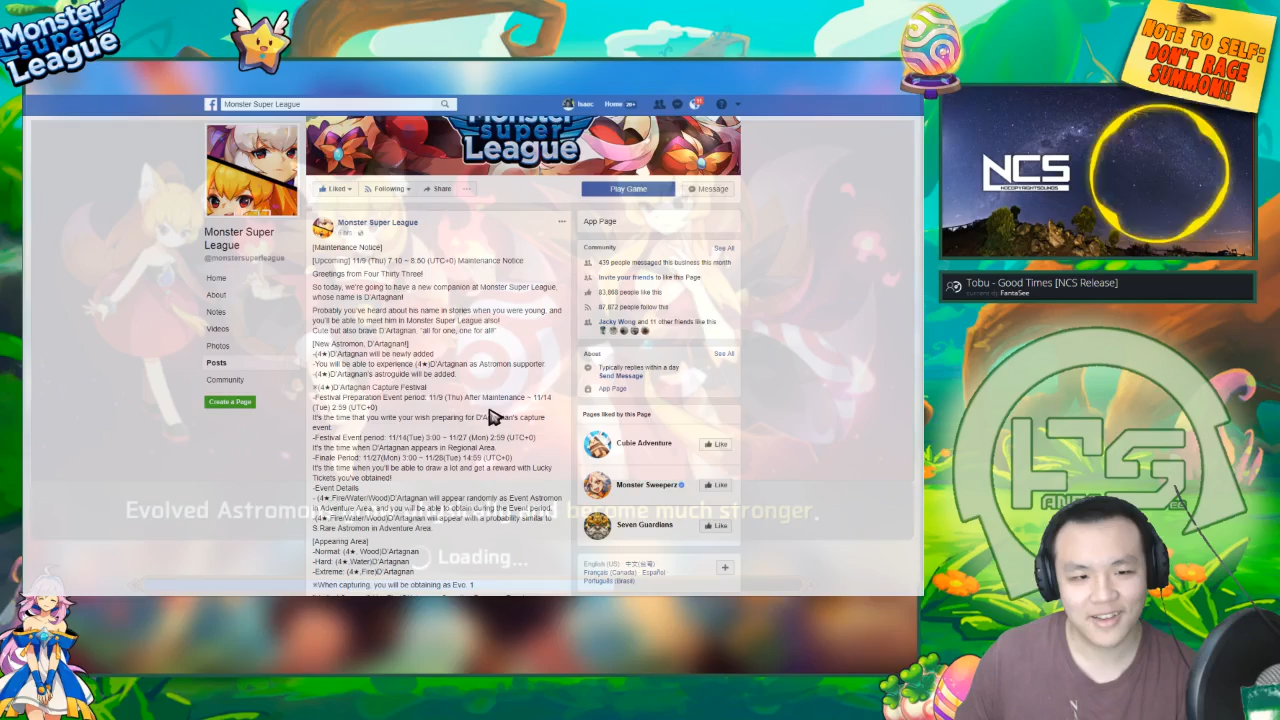 Monster
super
League
NOTE TO SELF:
DON'T RAGE
SUMMON!!
Monster Super League
Isaac
Home 20+
Monster
super
League
Liked
Following
Share
Play Game
Message
Monster Super
League
@monstersuperleague
Home
About
Notes
Videos
Photos
Posts
Community
Create a Page
Monster Super League
[Maintenance Notice]
[Upcoming] 11/9 (Thu) 7:10 ~ 8:50 (UTC+0) Maintenance Notice
Greetings from Four Thirty Three!
So today, we're going to have a new companion at Monster Super League,
whose name is D'Artagnan!
Probably you've heard about his name in stories when you were young, and
you'll be able to meet him in Monster Super League also!
Cute but also brave D'Artagnan, "all for one, one for all!"
[New Astromon, D'Artagnan!]
-(4★)D'Artagnan will be newly added
-You will be able to experience (4★)D'Artagnan as Astromon supporter.
-(4★)D'Artagnan's astroguide will be added.
※(4★)D'Artagnan Capture Festival
-Festival Preparation Event period: 11/9 (Thu) After Maintenance ~ 11/14
(Tue) 2:59 (UTC+0)
It's the time that you write your wish preparing for capture
event.
-Festival Event period: 11/14(Tue) 3:00 ~ 11/27 (Mon) 2:59 (UTC+0)
It's the time when D'Artagnan appears in Regional Area.
-Finale Period: 11/27(Mon) 3:00 ~ 11/28(Tue) 14:59 (UTC+0)
It's the time when you'll be able to draw a lot and get a reward with Lucky
Tickets you've obtained!
-Event Details
- (4★,Fire/Water/Wood)D'Artagnan will appear randomly as Event Astromon
in Adventure Area, and you will be able to obtain during the Event period.
-(4★,Fire/Water/Wood)D'Artagnan will appear with a probability similar to
S.Rare Astromon in Adventure Area.
[Appearing Area]
-Normal: (4★, Wood)D'Artagnan
-Hard: (4★,Water)D'Artagnan
-Extreme: (4★,Fire)D'Artagnan
※When capturing, you will be obtaining as Evo. 1
App Page
Community
See All
439 people messaged this business this month
Invite your friends to like this Page
83,868 people like this
87,872 people follow this
Jacky Wong and 11 other friends like this
About
See All
Typically replies within a day
Send Message
App Page
Pages liked by this Page
Cubie Adventure
Like
Monster Sweeperz
Like
Seven Guardians
Like
English (US) · 中文(台灣)
Français (Canada) · Español
Português (Brasil)
Evolved Astromon become much stronger.
Loading...
NCS
NOCOPYRIGHTSOUNDS
Tobu - Good Times [NCS Release]
FantaSee